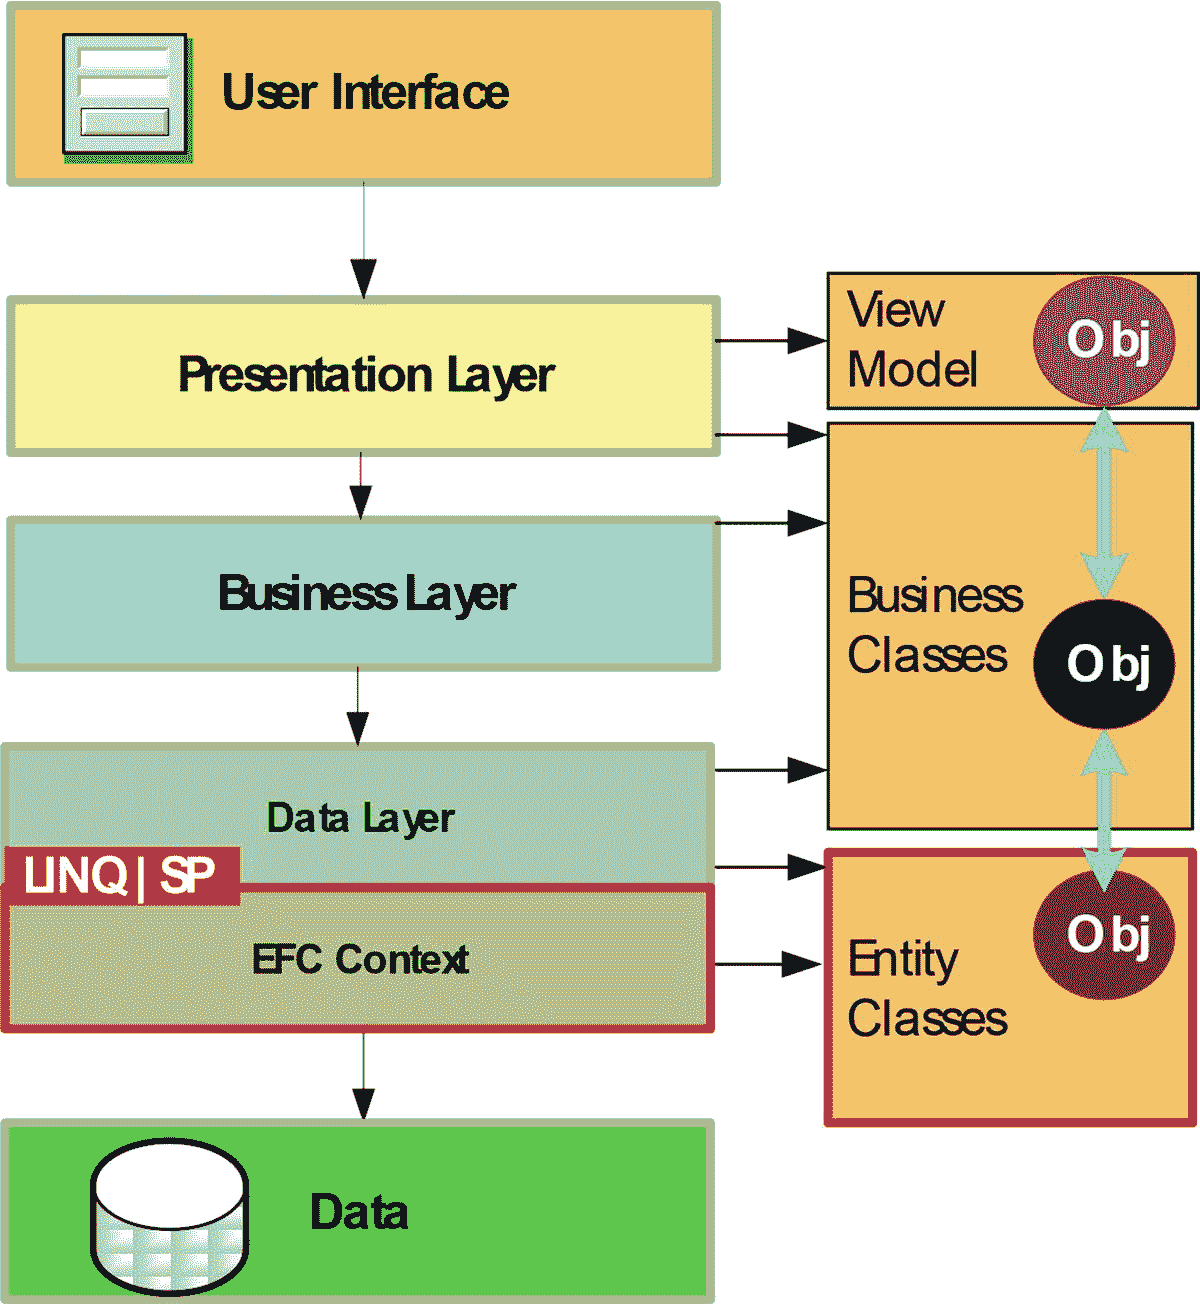 User Interface
Presentation Layer
View
Model
Obj
Business Layer
Business
Classes
Obj
Data Layer
LINQ | SP
EFC Context
Entity
Classes
Obj
Data